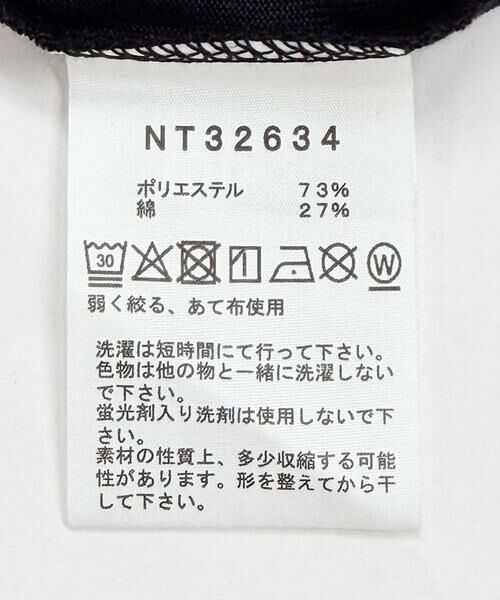 NT32634
ポリエステル 73%
綿 27%
30 W
弱く絞る、あて布使用
洗濯は短時間にて行って下さい。
色物は他の物と一緒に洗濯しない
で下さい。
蛍光剤入り洗剤は使用しないで下
さい。
素材の性質上、多少収縮する可能
性があります。形を整えてから干
して下さい。